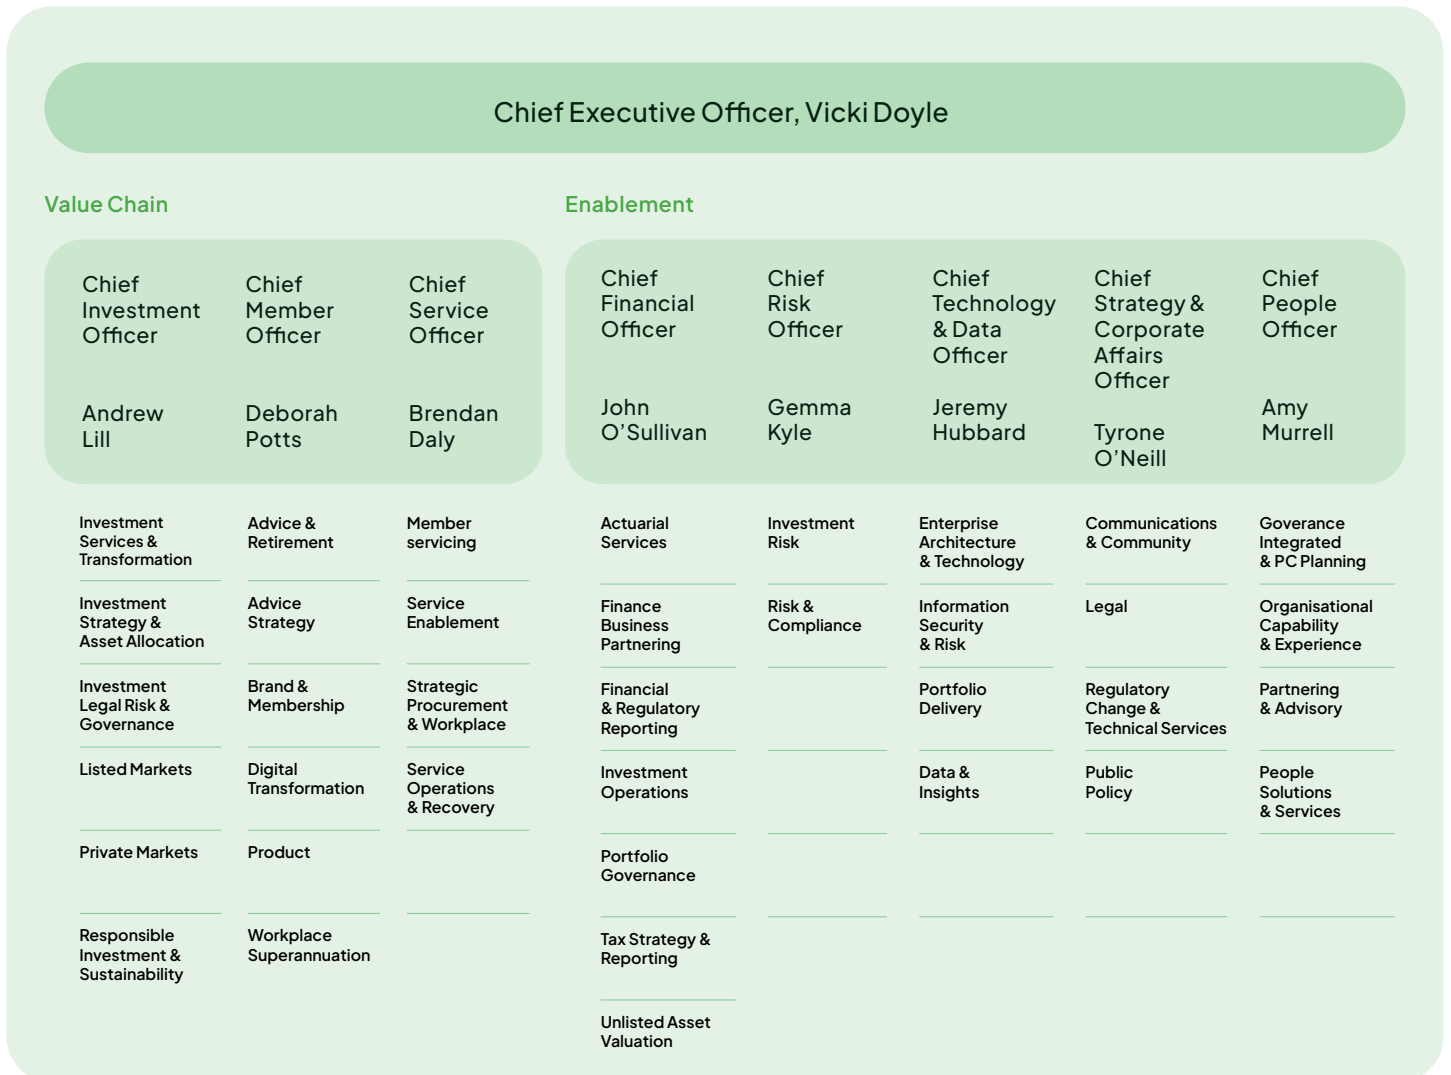 Chief Executive Officer, Vicki Doyle
Value Chain
Chief
Investment
Officer
Andrew
Lill
Chief
Member
Officer
Deborah
Potts
Chief
Service
Officer
Brendan
Daly
Investment
Services &
Transformation
Investment
Strategy &
Asset Allocation
Investment
Legal Risk &
Governance
Listed Markets
Private Markets
Responsible
Investment &
Sustainability
Advice &
Retirement
Advice
Strategy
Brand &
Membership
Digital
Transformation
Product
Workplace
Superannuation
Member
servicing
Service
Enablement
Strategic
Procurement
& Workplace
Service
Operations
& Recovery
Enablement
Chief
Financial
Officer
John
O’Sullivan
Chief
Risk
Officer
Gemma
Kyle
Chief
Technology
& Data
Officer
Jeremy
Hubbard
Chief
Strategy &
Corporate
Affairs
Officer
Tyrone
O’Neill
Chief
People
Officer
Amy
Murrell
Actuarial
Services
Finance
Business
Partnering
Financial
& Regulatory
Reporting
Investment
Operations
Portfolio
Governance
Tax Strategy &
Reporting
Unlisted Asset
Valuation
Investment
Risk
Risk &
Compliance
Enterprise
Architecture
& Technology
Information
Security
& Risk
Portfolio
Delivery
Data &
Insights
Communications
& Community
Legal
Regulatory
Change &
Technical Services
Public
Policy
Goverance
Integrated
& PC Planning
Organisational
Capability
& Experience
Partnering
& Advisory
People
Solutions
& Services